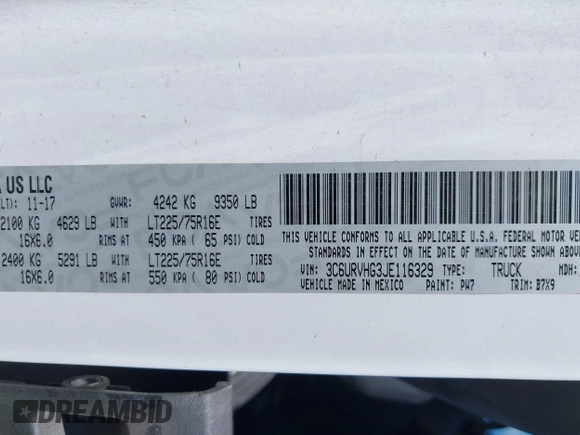 A US LLC
LT): 11-17 GVWR: 4242 KG 9350 LB
2100 KG 4629 LB WITH LT225/75R16E TIRES
16X6.0 RIMS AT 450 KPA ( 65 PSI) COLD
2400 KG 5291 LB WITH LT225/75R16E TIRES
16X6.0 RIMS AT 550 KPA ( 80 PSI) COLD
THIS VEHICLE CONFORMS TO ALL APPLICABLE U.S.A. FEDERAL MOTOR VEH
STANDARDS IN EFFECT ON THE DATE OF MANUFACTURE SHOWN ABOVE
VIN: 3C6URVHG3JE116329 TYPE: TRUCK MDH:
VEHICLE MADE IN MEXICO PAINT: PW7 TRIM: B7X9
DREAMBID